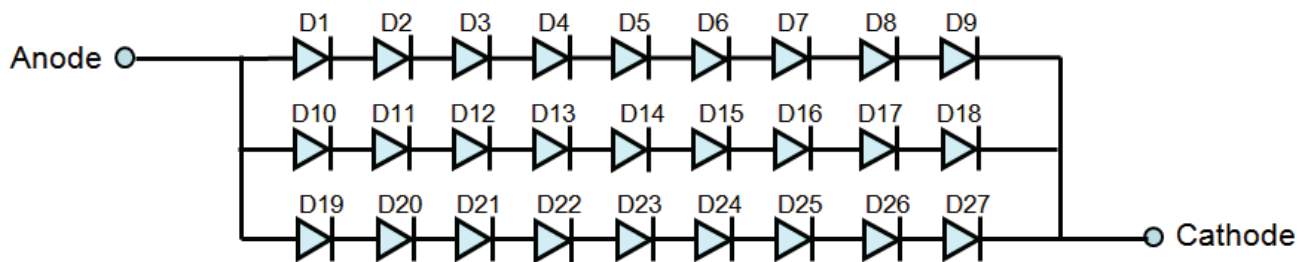 D1 D2 D3 D4 D5 D6 D7 D8 D9
Anode
D10 D11 D12 D13 D14 D15 D16 D17 D18
D19 D20 D21 D22 D23 D24 D25 D26 D27
Cathode